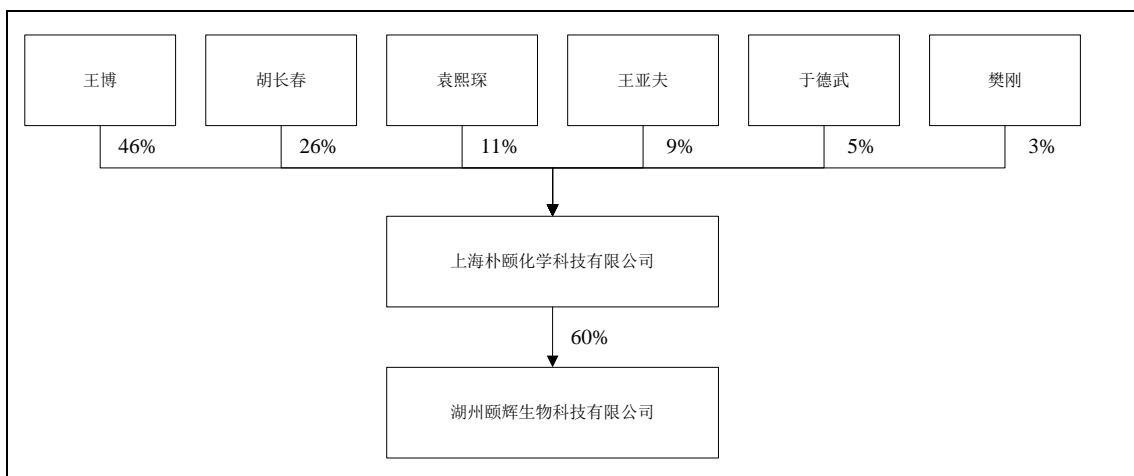 王博
胡长春
袁熙琛
王亚夫
于德武
樊刚
46%
26%
11%
9%
5%
3%
上海朴颐化学科技有限公司
60%
湖州颐辉生物科技有限公司